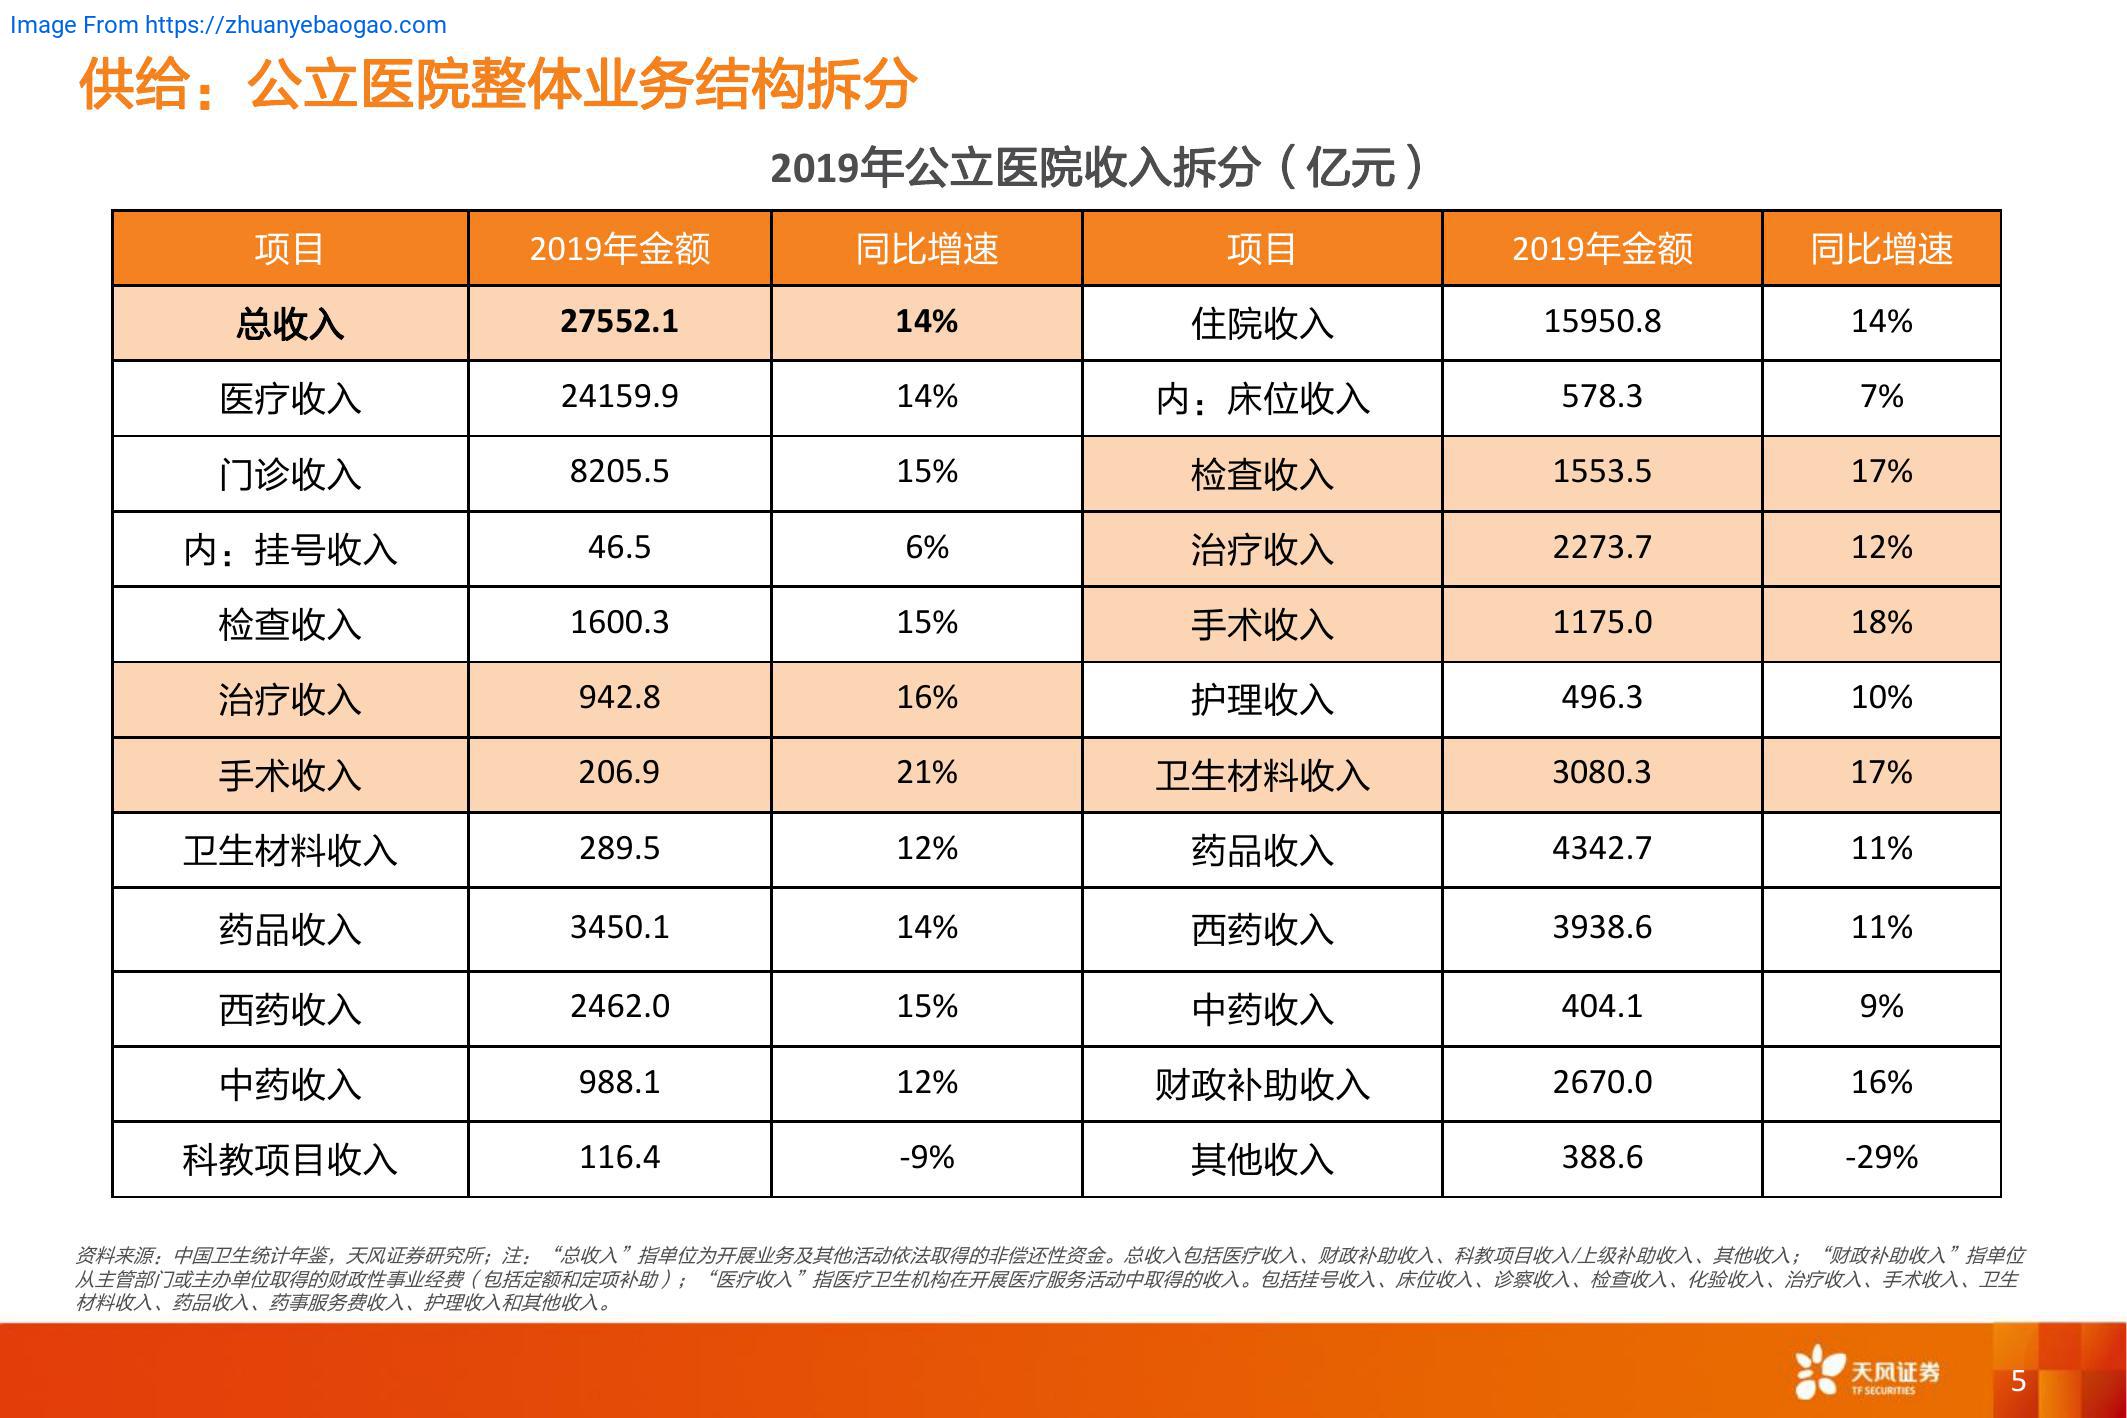 Image From https://zhuanyebaogao.com
供给：公立医院整体业务结构拆分
2019年公立医院收入拆分（亿元）
项目 2019年金额 同比增速 项目 2019年金额 同比增速
总收入 27552.1 14% 住院收入 15950.8 14%
医疗收入 24159.9 14% 内：床位收入 578.3 7%
门诊收入 8205.5 15% 检查收入 1553.5 17%
内：挂号收入 46.5 6% 治疗收入 2273.7 12%
检查收入 1600.3 15% 手术收入 1175.0 18%
治疗收入 942.8 16% 护理收入 496.3 10%
手术收入 206.9 21% 卫生材料收入 3080.3 17%
卫生材料收入 289.5 12% 药品收入 4342.7 11%
药品收入 3450.1 14% 西药收入 3938.6 11%
西药收入 2462.0 15% 中药收入 404.1 9%
中药收入 988.1 12% 财政补助收入 2670.0 16%
科教项目收入 116.4 -9% 其他收入 388.6 -29%
资料来源：中国卫生统计年鉴，天风证券研究所；注：“总收入”指单位为开展业务及其他活动依法取得的非偿还性资金。总收入包括医疗收入、财政补助收入、科教项目收入/上级补助收入、其他收入；“财政补助收入”指单位
从主管部门或主办单位取得的财政性事业经费（包括定额和定项补助）；“医疗收入”指医疗卫生机构在开展医疗服务活动中取得的收入。包括挂号收入、床位收入、诊察收入、检查收入、化验收入、治疗收入、手术收入、卫生
材料收入、药品收入、药事服务费收入、护理收入和其他收入。
天风证券
TF SECURITIES
5